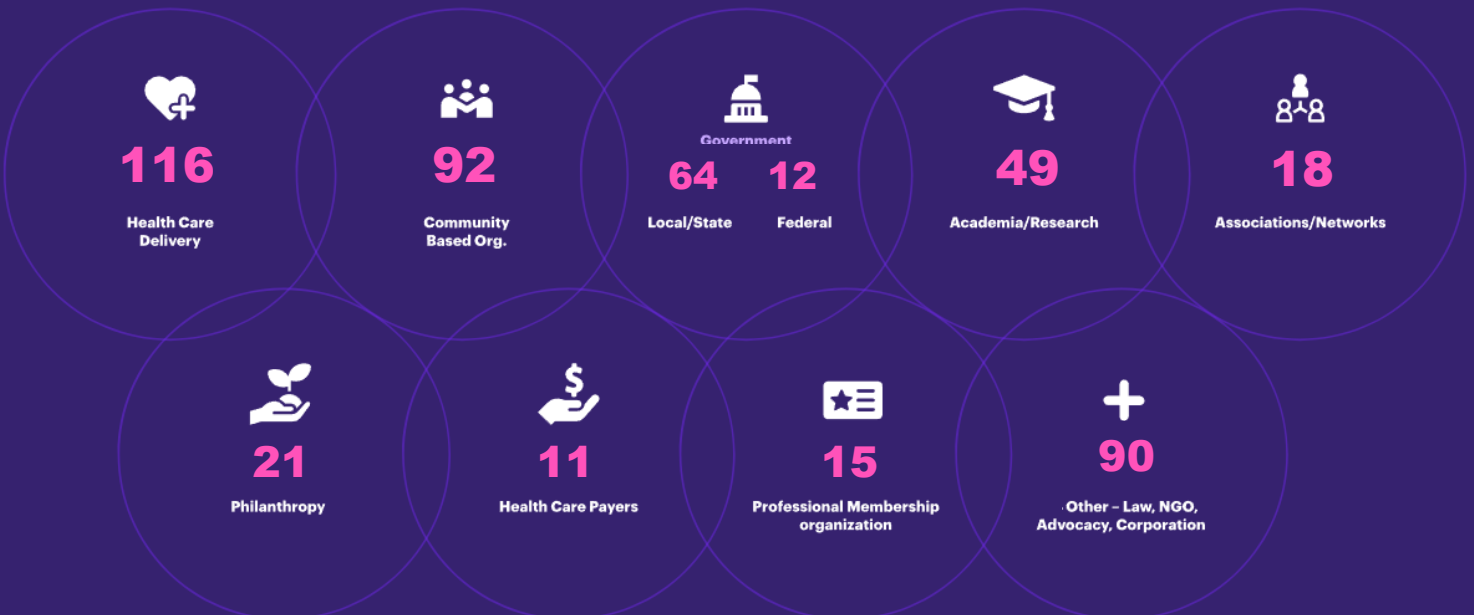 Government
116
92
64 12
49
18
Health Care
Delivery
Community
Based Org.
Local/State Federal
Academia/Research
Associations/Networks
21
11
15
90
Philanthropy
Health Care Payers
Professional Membership
organization
Other – Law, NGO,
Advocacy, Corporation